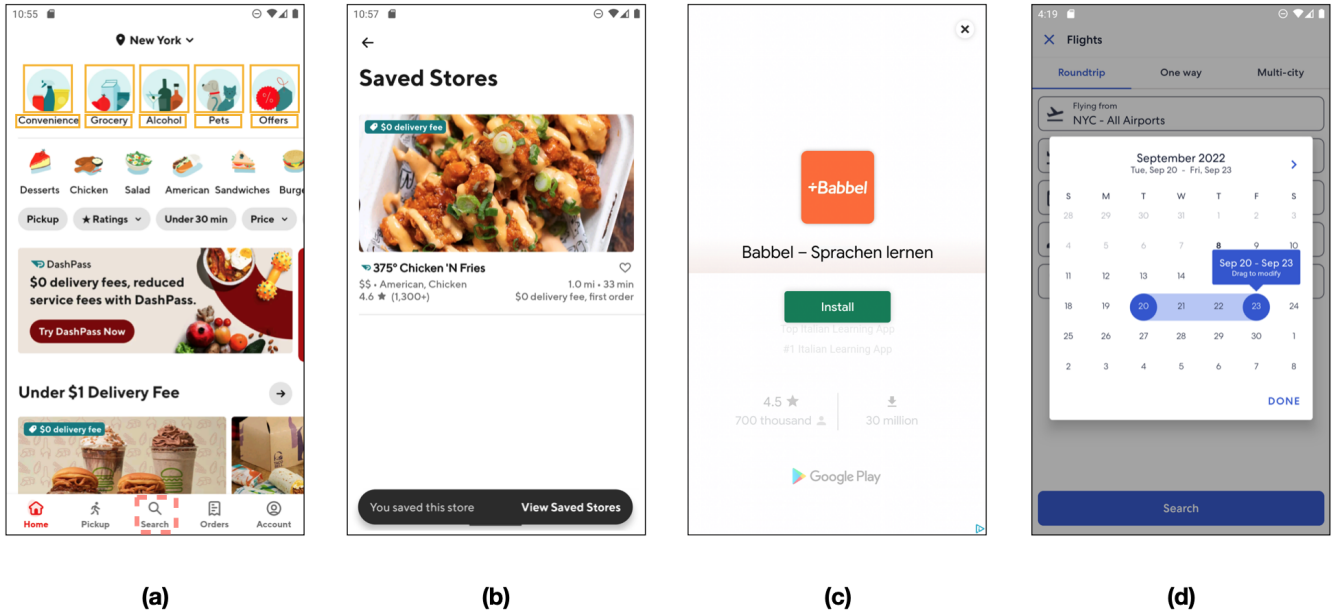 10:55
New York
Convenience Grocery Alcohol Pets Offers
Desserts Chicken Salad American Sandwiches Burge
Pickup ★ Ratings Under 30 min Price
DashPass
$0 delivery fees, reduced
service fees with DashPass.
Try DashPass Now
Under $1 Delivery Fee
$0 delivery fee
Home Pickup Search Orders Account
(a)
10:57
Saved Stores
$0 delivery fee
375° Chicken 'N Fries
$$ • American, Chicken 1.0 mi • 33 min
4.6 ★ (1,300+) $0 delivery fee, first order
You saved this store View Saved Stores
(b)
+Babbel
Babbel – Sprachen lernen
Install
Top Italian Learning App
#1 Italian Learning App
4.5 ★
700 thousand 30 million
Google Play
(c)
4:19
Flights
Roundtrip One way Multi-city
Flying from
NYC - All Airports
September 2022
Tue, Sep 20 - Fri, Sep 23
S M T W T F S
28 29 30 31 1 2 3
4 5 6 7 8 9 10
Sep 20 - Sep 23
Drag to modify
11 12 13 14
18 19 20 21 22 23 24
25 26 27 28 29 30 1
2 3 4 5 6 7 8
DONE
Search
(d)